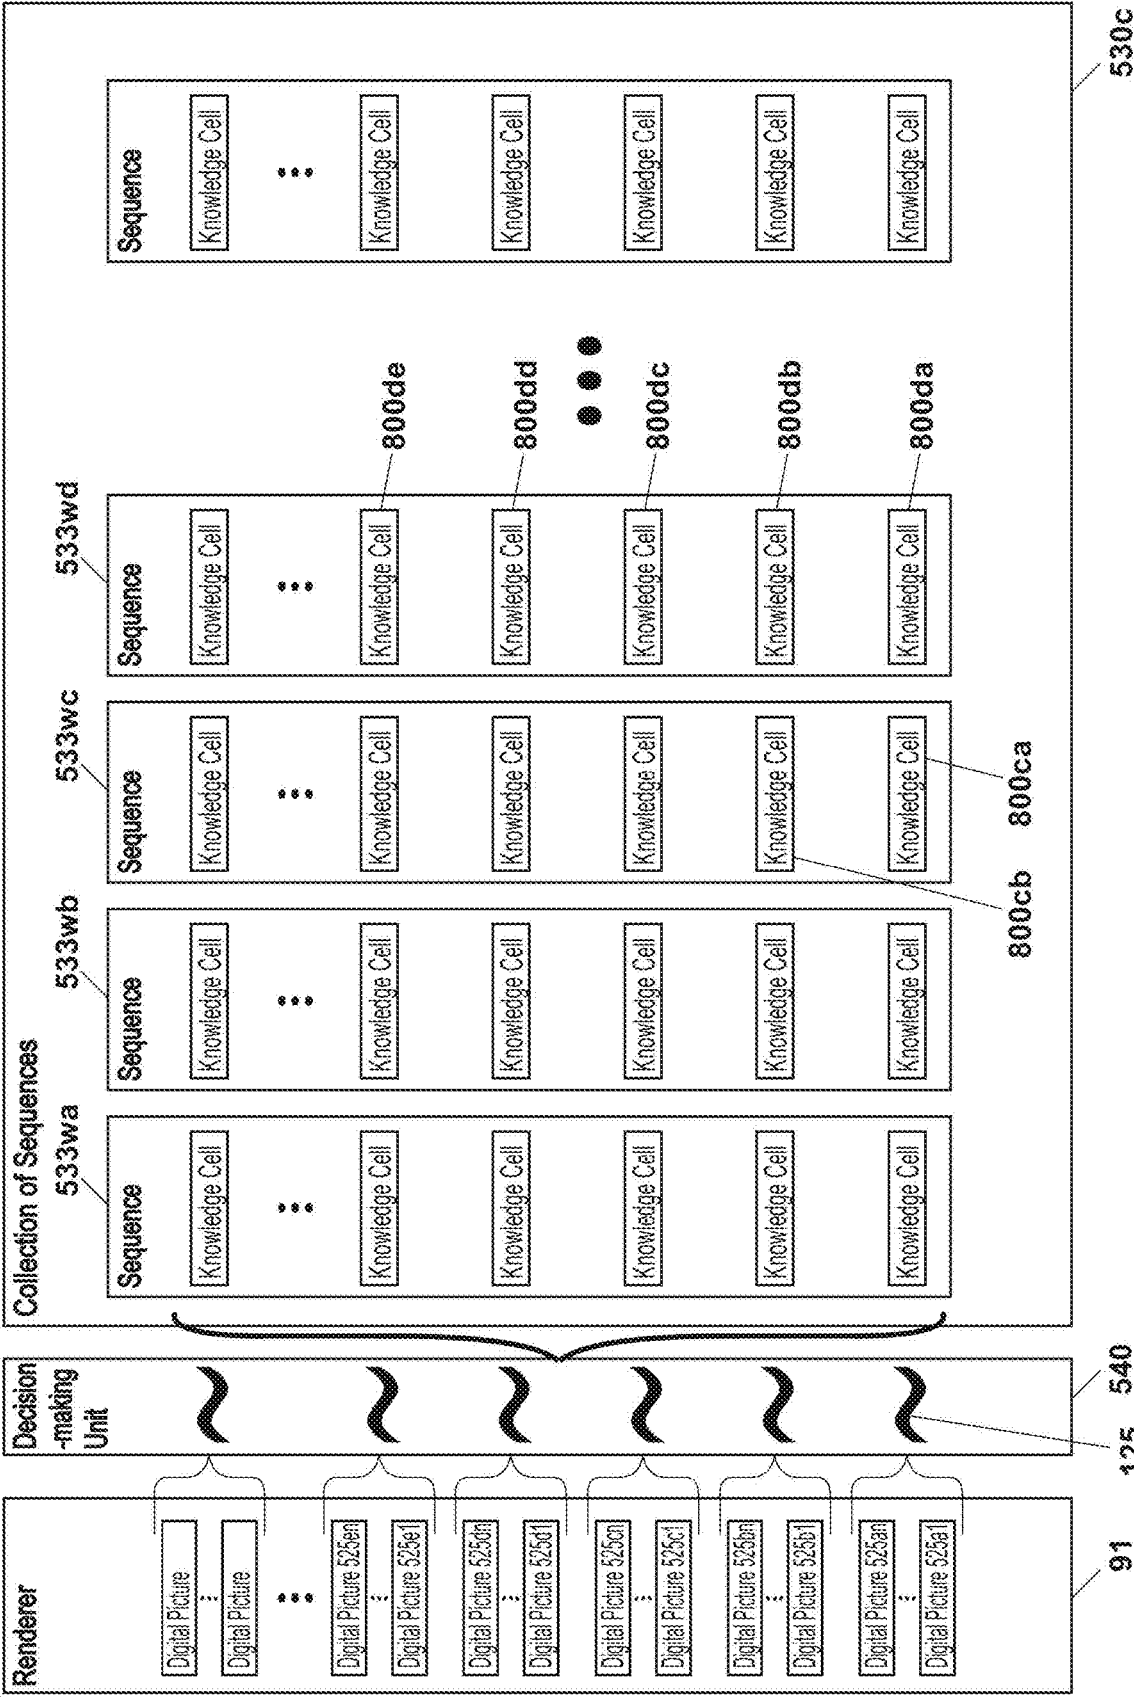 Renderer
Digital Picture
...
Digital Picture
...
Digital Picture 525en
...
Digital Picture 525e1
Digital Picture 525dn
...
Digital Picture 525d1
Digital Picture 525cn
...
Digital Picture 525c1
Digital Picture 525bn
...
Digital Picture 525b1
Digital Picture 525an
...
Digital Picture 525a1
91
Decision
-making
Unit
540
Collection of Sequences
533wa
Sequence
Knowledge Cell
...
Knowledge Cell
Knowledge Cell
Knowledge Cell
Knowledge Cell
Knowledge Cell
533wb
Sequence
Knowledge Cell
...
Knowledge Cell
Knowledge Cell
Knowledge Cell
Knowledge Cell
Knowledge Cell
533wc
Sequence
Knowledge Cell
...
Knowledge Cell
Knowledge Cell
Knowledge Cell
Knowledge Cell
Knowledge Cell
800cb
800ca
533wd
Sequence
Knowledge Cell
...
Knowledge Cell
Knowledge Cell
Knowledge Cell
Knowledge Cell
Knowledge Cell
800de
800dd
800dc
800db
800da
...
Sequence
Knowledge Cell
...
Knowledge Cell
Knowledge Cell
Knowledge Cell
Knowledge Cell
Knowledge Cell
530c